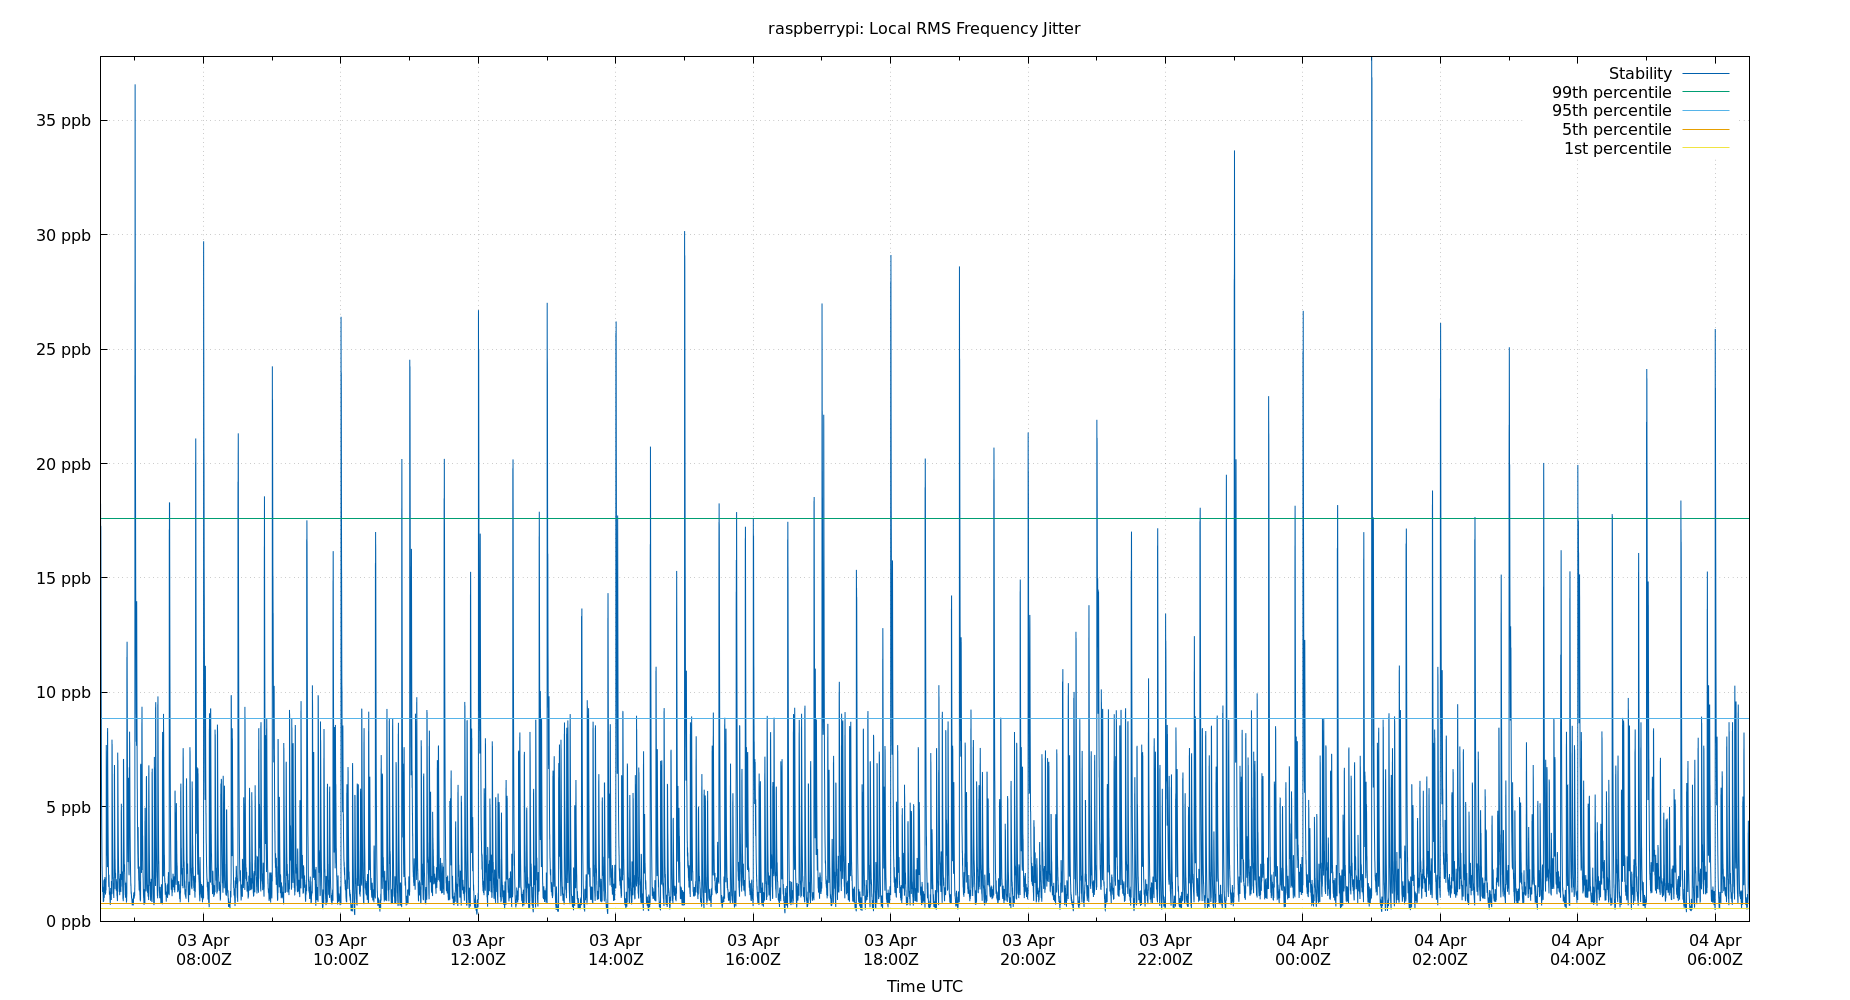 raspberrypi: Local RMS Frequency Jitter
Stability
99th percentile
95th percentile
5th percentile
1st percentile
35 ppb
30 ppb
25 ppb
20 ppb
15 ppb
10 ppb
5 ppb
0 ppb
03 Apr 03 Apr 03 Apr 03 Apr 03 Apr 03 Apr 03 Apr 03 Apr 04 Apr 04 Apr 04 Apr 04 Apr
08:00Z 10:00Z 12:00Z 14:00Z 16:00Z 18:00Z 20:00Z 22:00Z 00:00Z 02:00Z 04:00Z 06:00Z
Time UTC